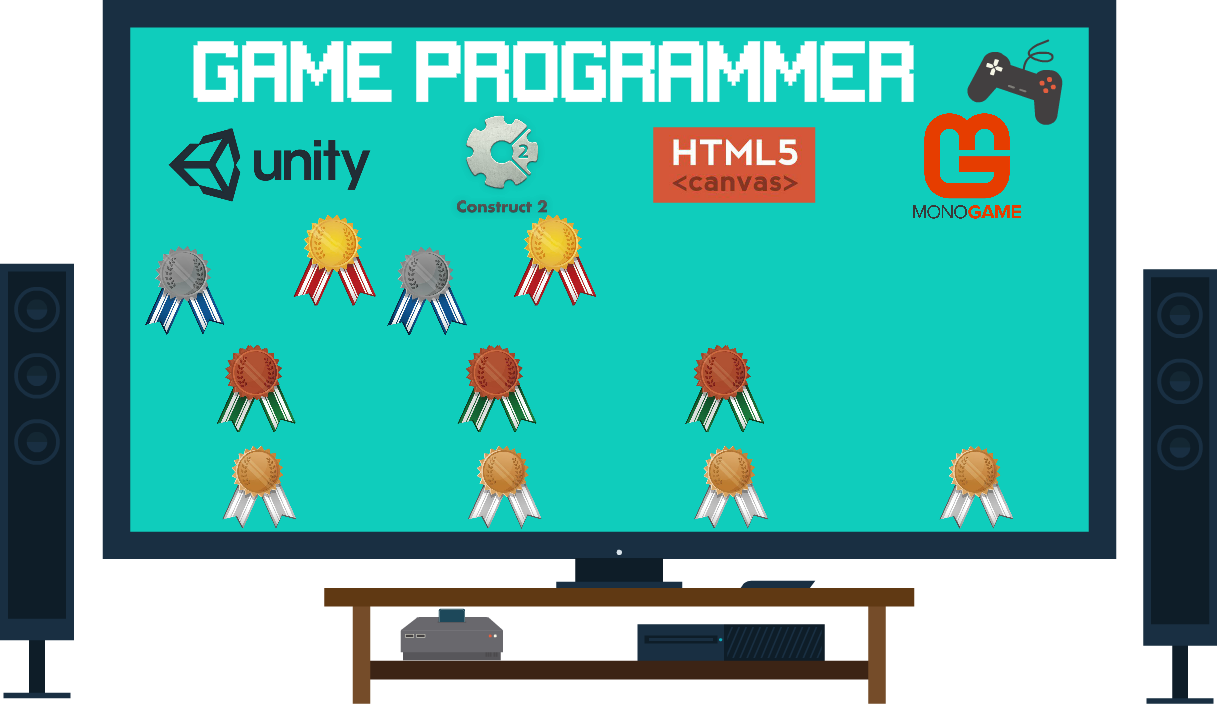 GAME PROGRAMMER
unity
2
Construct 2
HTML5
<canvas>
MONOGAME